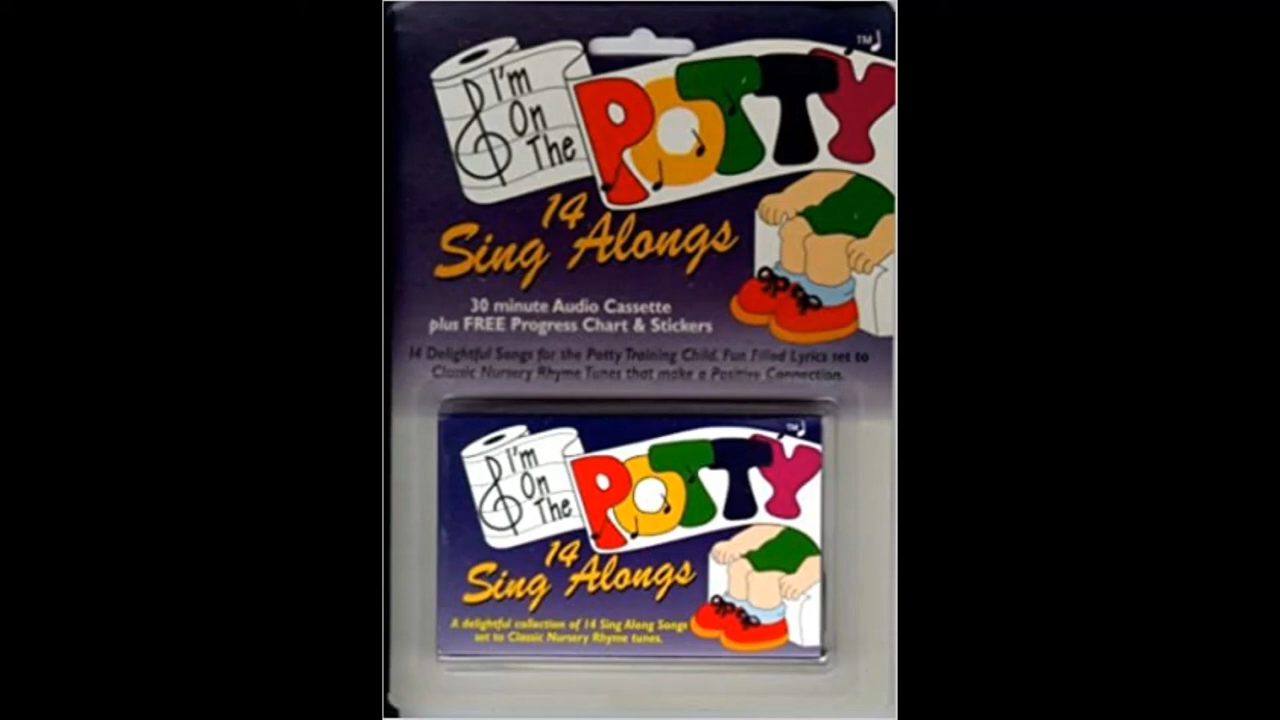 I'm
On
The
POTTY
TM
14
Sing Alongs
30 minute Audio Cassette
plus FREE Progress Chart & Stickers
14 Delightful Songs for the Potty Training Child. Fun Filled Lyrics set to
Classic Nursery Rhyme Tunes that make a Positive Connection.
I'm
On
The
POTTY
TM
14
Sing Alongs
A delightful collection of 14 Sing Along Songs
set to Classic Nursery Rhyme tunes.